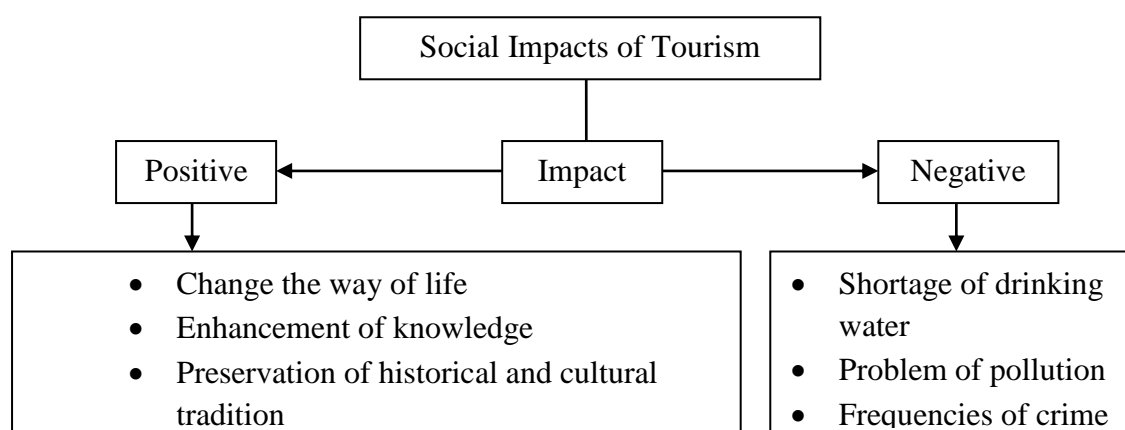 Social Impacts of Tourism
Positive
Impact
Negative
• Change the way of life
• Enhancement of knowledge
• Preservation of historical and cultural
tradition
• Shortage of drinking
water
• Problem of pollution
• Frequencies of crime